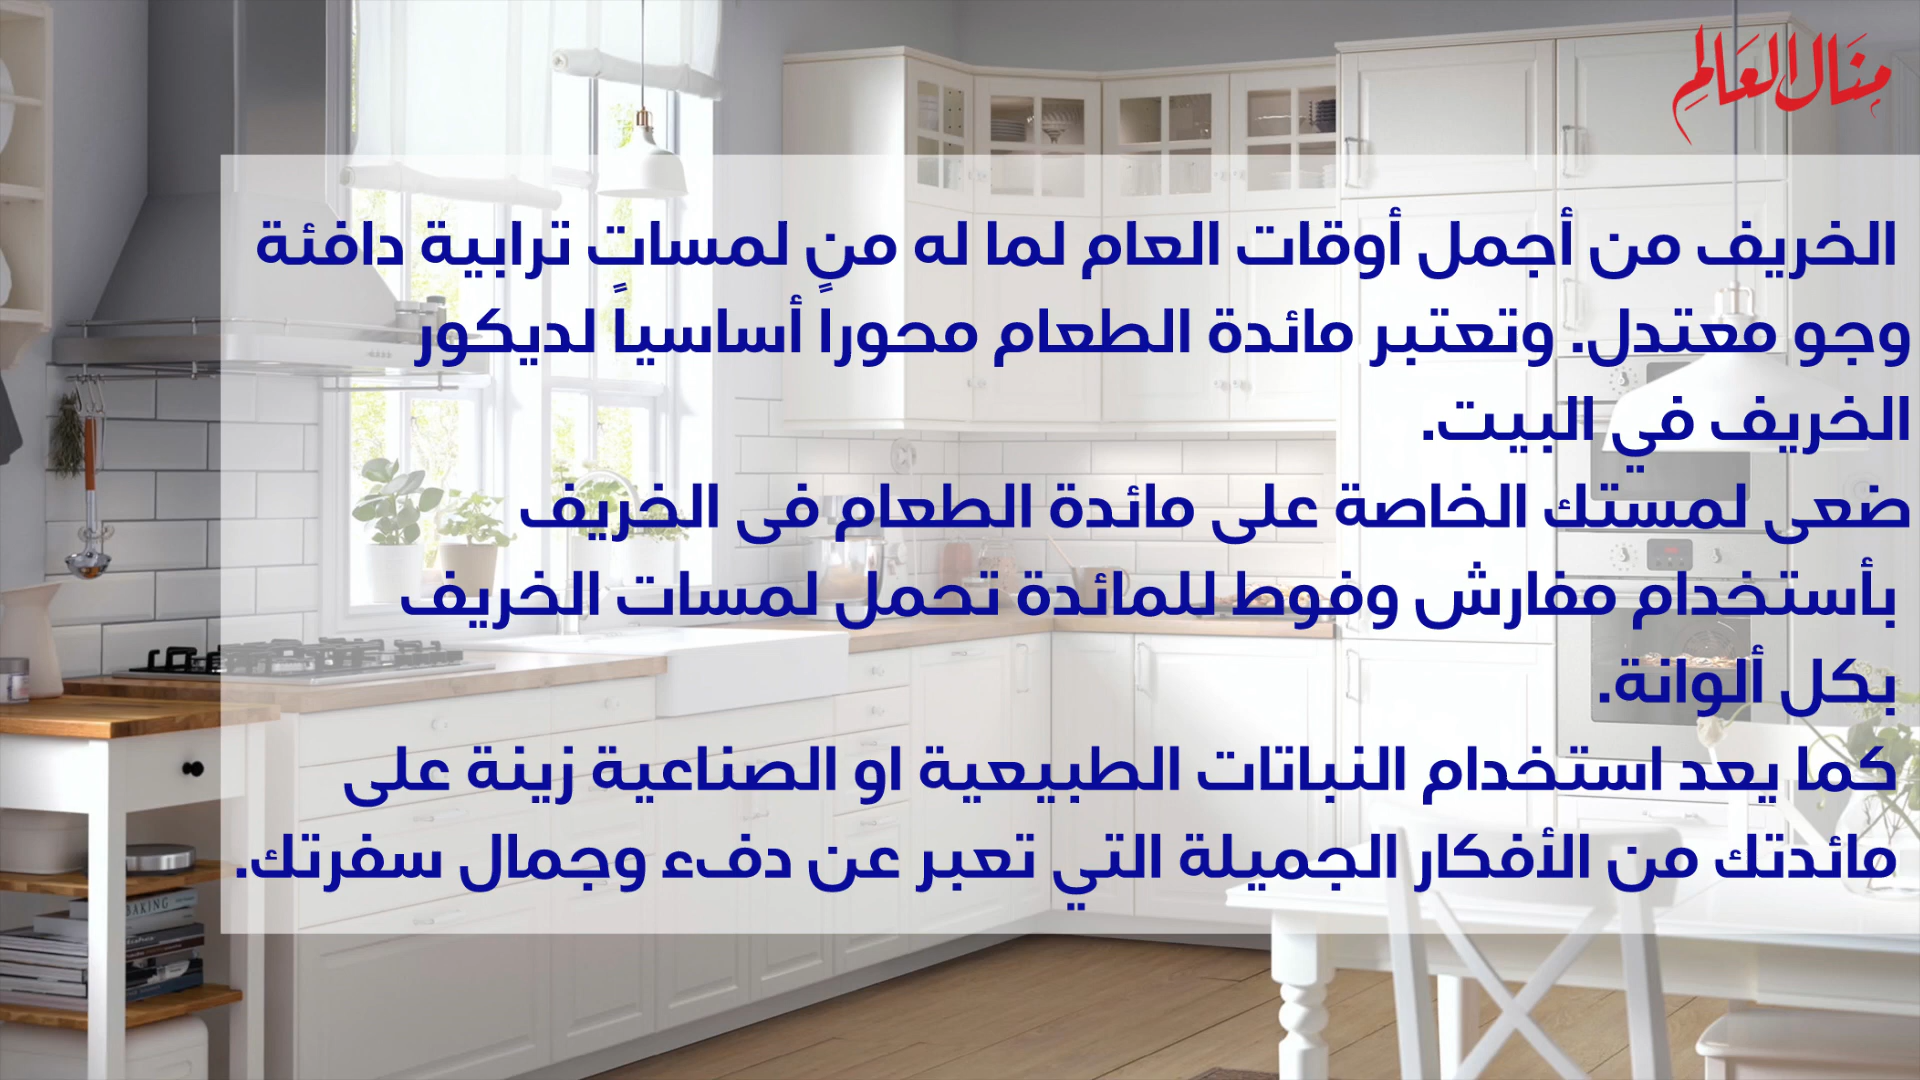 منال العالم
الخريف من أجمل أوقات العام لما له منٍ لمساتٍ ترابية دافئة
وجو معتدل. وتعتبر مائدة الطعام محورا أساسياٍ لديكور
الخريف في البيت.
ضعى لمستك الخاصة على مائدة الطعام فى الخريف
بأستخدام مفارش وفوط للمائدة تحمل لمسات الخريف
بكل ألوانة.
كما يعد استخدام النباتات الطبيعية او الصناعية زينة على
مائدتك من الأفكار الجميلة التي تعبر عن دفء وجمال سفرتك.
BAKING